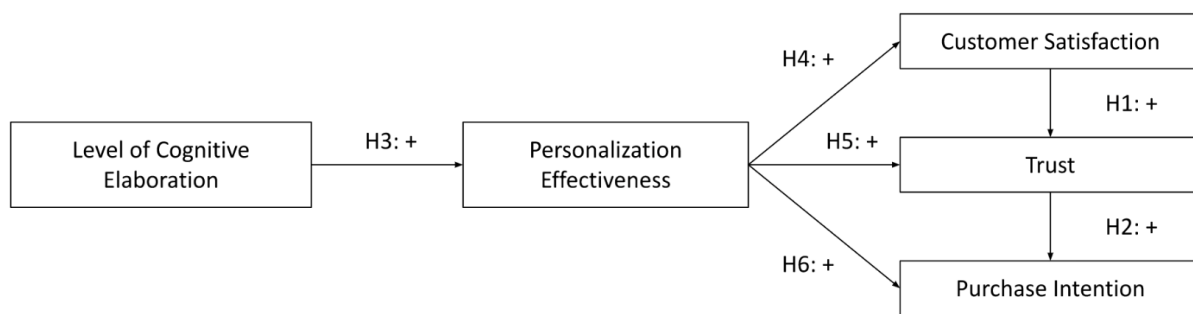 Customer Satisfaction
H4: +
H1: +
Level of Cognitive
Elaboration
H3: +
Personalization
Effectiveness
H5: +
Trust
H2: +
H6: +
Purchase Intention